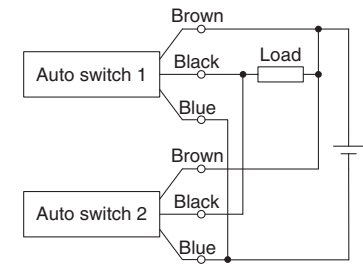 Brown
Auto switch 1
Black
Load
Blue
Brown
Auto switch 2
Black
Blue